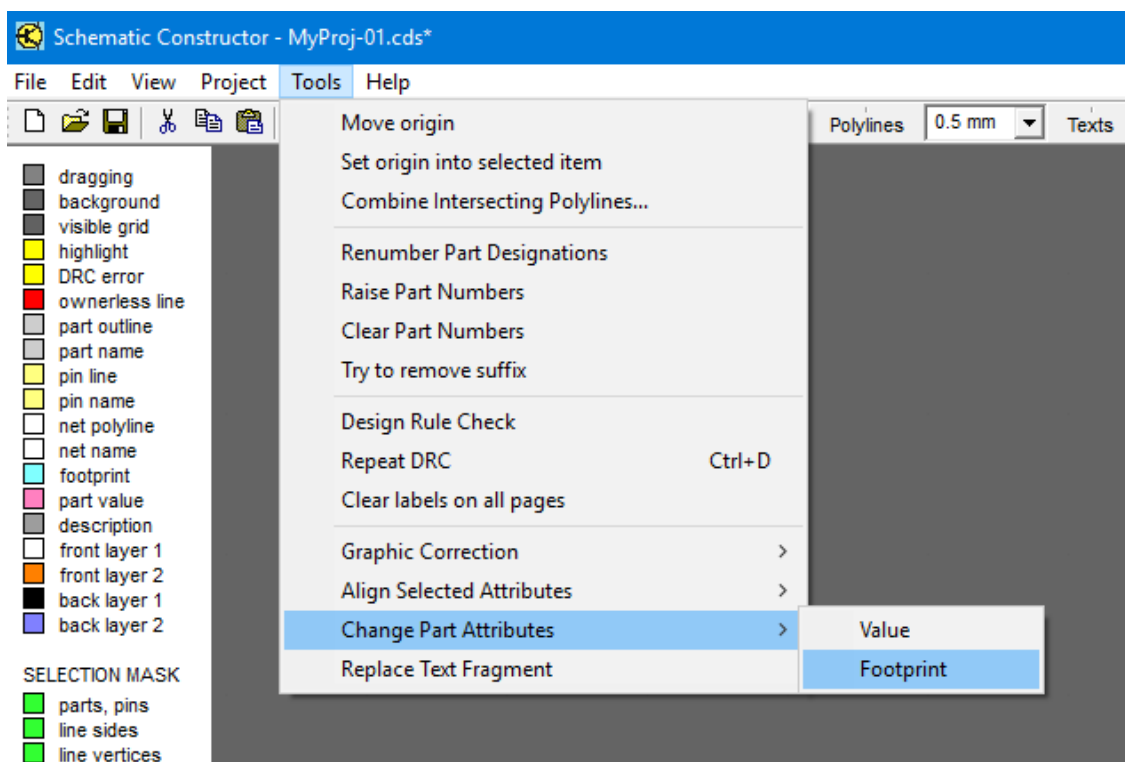 Schematic Constructor - MyProj-01.cds*
File Edit View Project Tools Help
Polylines 0.5 mm Texts
Move origin
Set origin into selected item
Combine Intersecting Polylines...
Renumber Part Designations
Raise Part Numbers
Clear Part Numbers
Try to remove suffix
Design Rule Check
Repeat DRC Ctrl+D
Clear labels on all pages
Graphic Correction >
Align Selected Attributes >
Change Part Attributes >
Replace Text Fragment
Value
Footprint
dragging
background
visible grid
highlight
DRC error
ownerless line
part outline
part name
pin line
pin name
net polyline
net name
footprint
part value
description
front layer 1
front layer 2
back layer 1
back layer 2
SELECTION MASK
parts, pins
line sides
line vertices